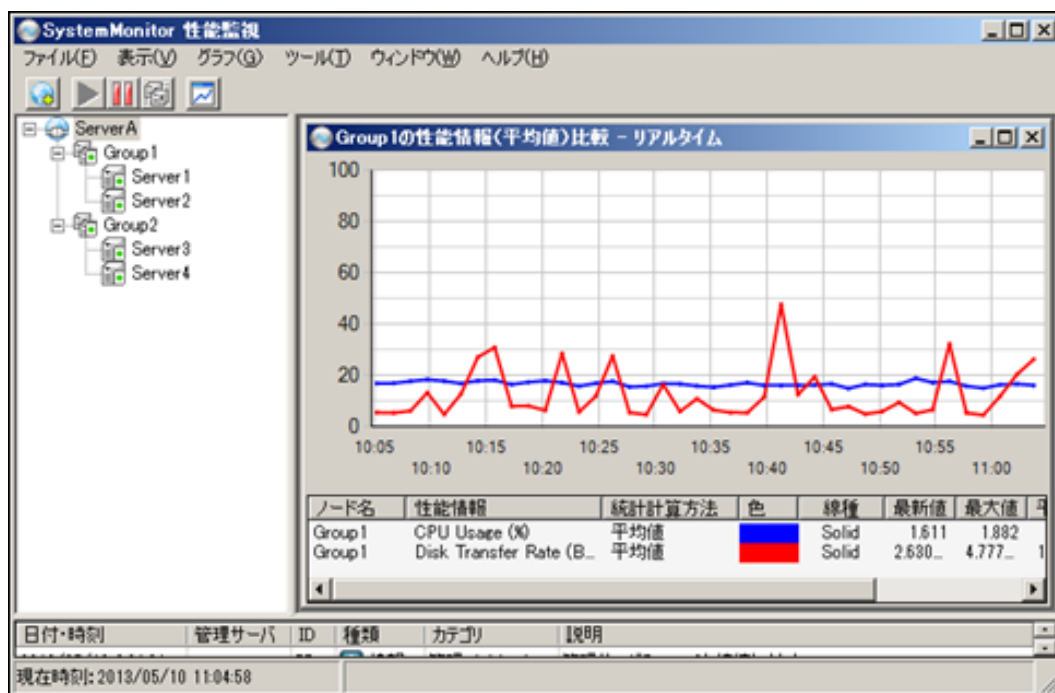 SystemMonitor 性能監視
ファイル(F) 表示(V) グラフ(G) ツール(T) ウィンドウ(W) ヘルプ(H)
ServerA
Group1
Server1
Server2
Group2
Server3
Server4
Group1の性能情報(平均値)比較 - リアルタイム
100
80
60
40
20
0
10:05 10:15 10:25 10:35 10:45 10:55
10:10 10:20 10:30 10:40 10:50 11:00
ノード名 性能情報 統計計算方法 色 線種 最新値 最大値
Group1 CPU Usage (%) 平均値 Solid 1.611 1.882
Group1 Disk Transfer Rate (B... 平均値 Solid 2.630... 4.777... 1
日付・時刻 管理サーバ ID 種類 カテゴリ 説明
現在時刻: 2013/05/10 11:04:58